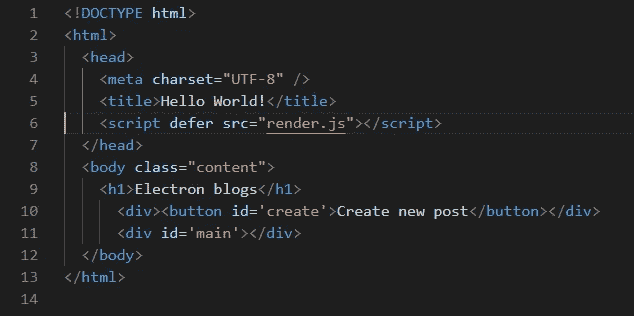 1 <!DOCTYPE html>
2 <html>
3 <head>
4 <meta charset="UTF-8" />
5 <title>Hello World!</title>
6 <script defer src="render.js"></script>
7 </head>
8 <body class="content">
9 <h1>Electron blogs</h1>
10 <div><button id='create'>Create new post</button></div>
11 <div id='main'></div>
12 </body>
13 </html>
14